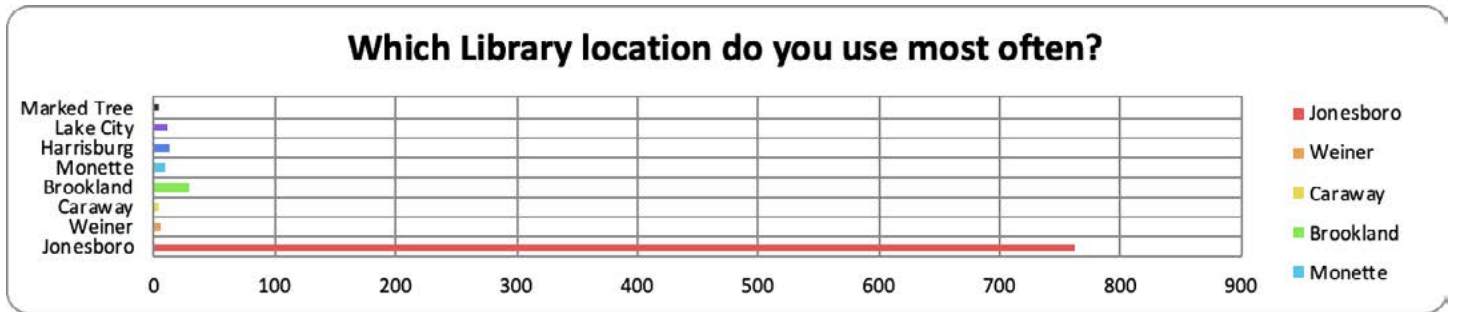 Which Library location do you use most often?
Marked Tree
Lake City
Harrisburg
Monette
Brookland
Caraway
Weiner
Jonesboro
0 100 200 300 400 500 600 700 800 900
Jonesboro
Weiner
Caraway
Brookland
Monette